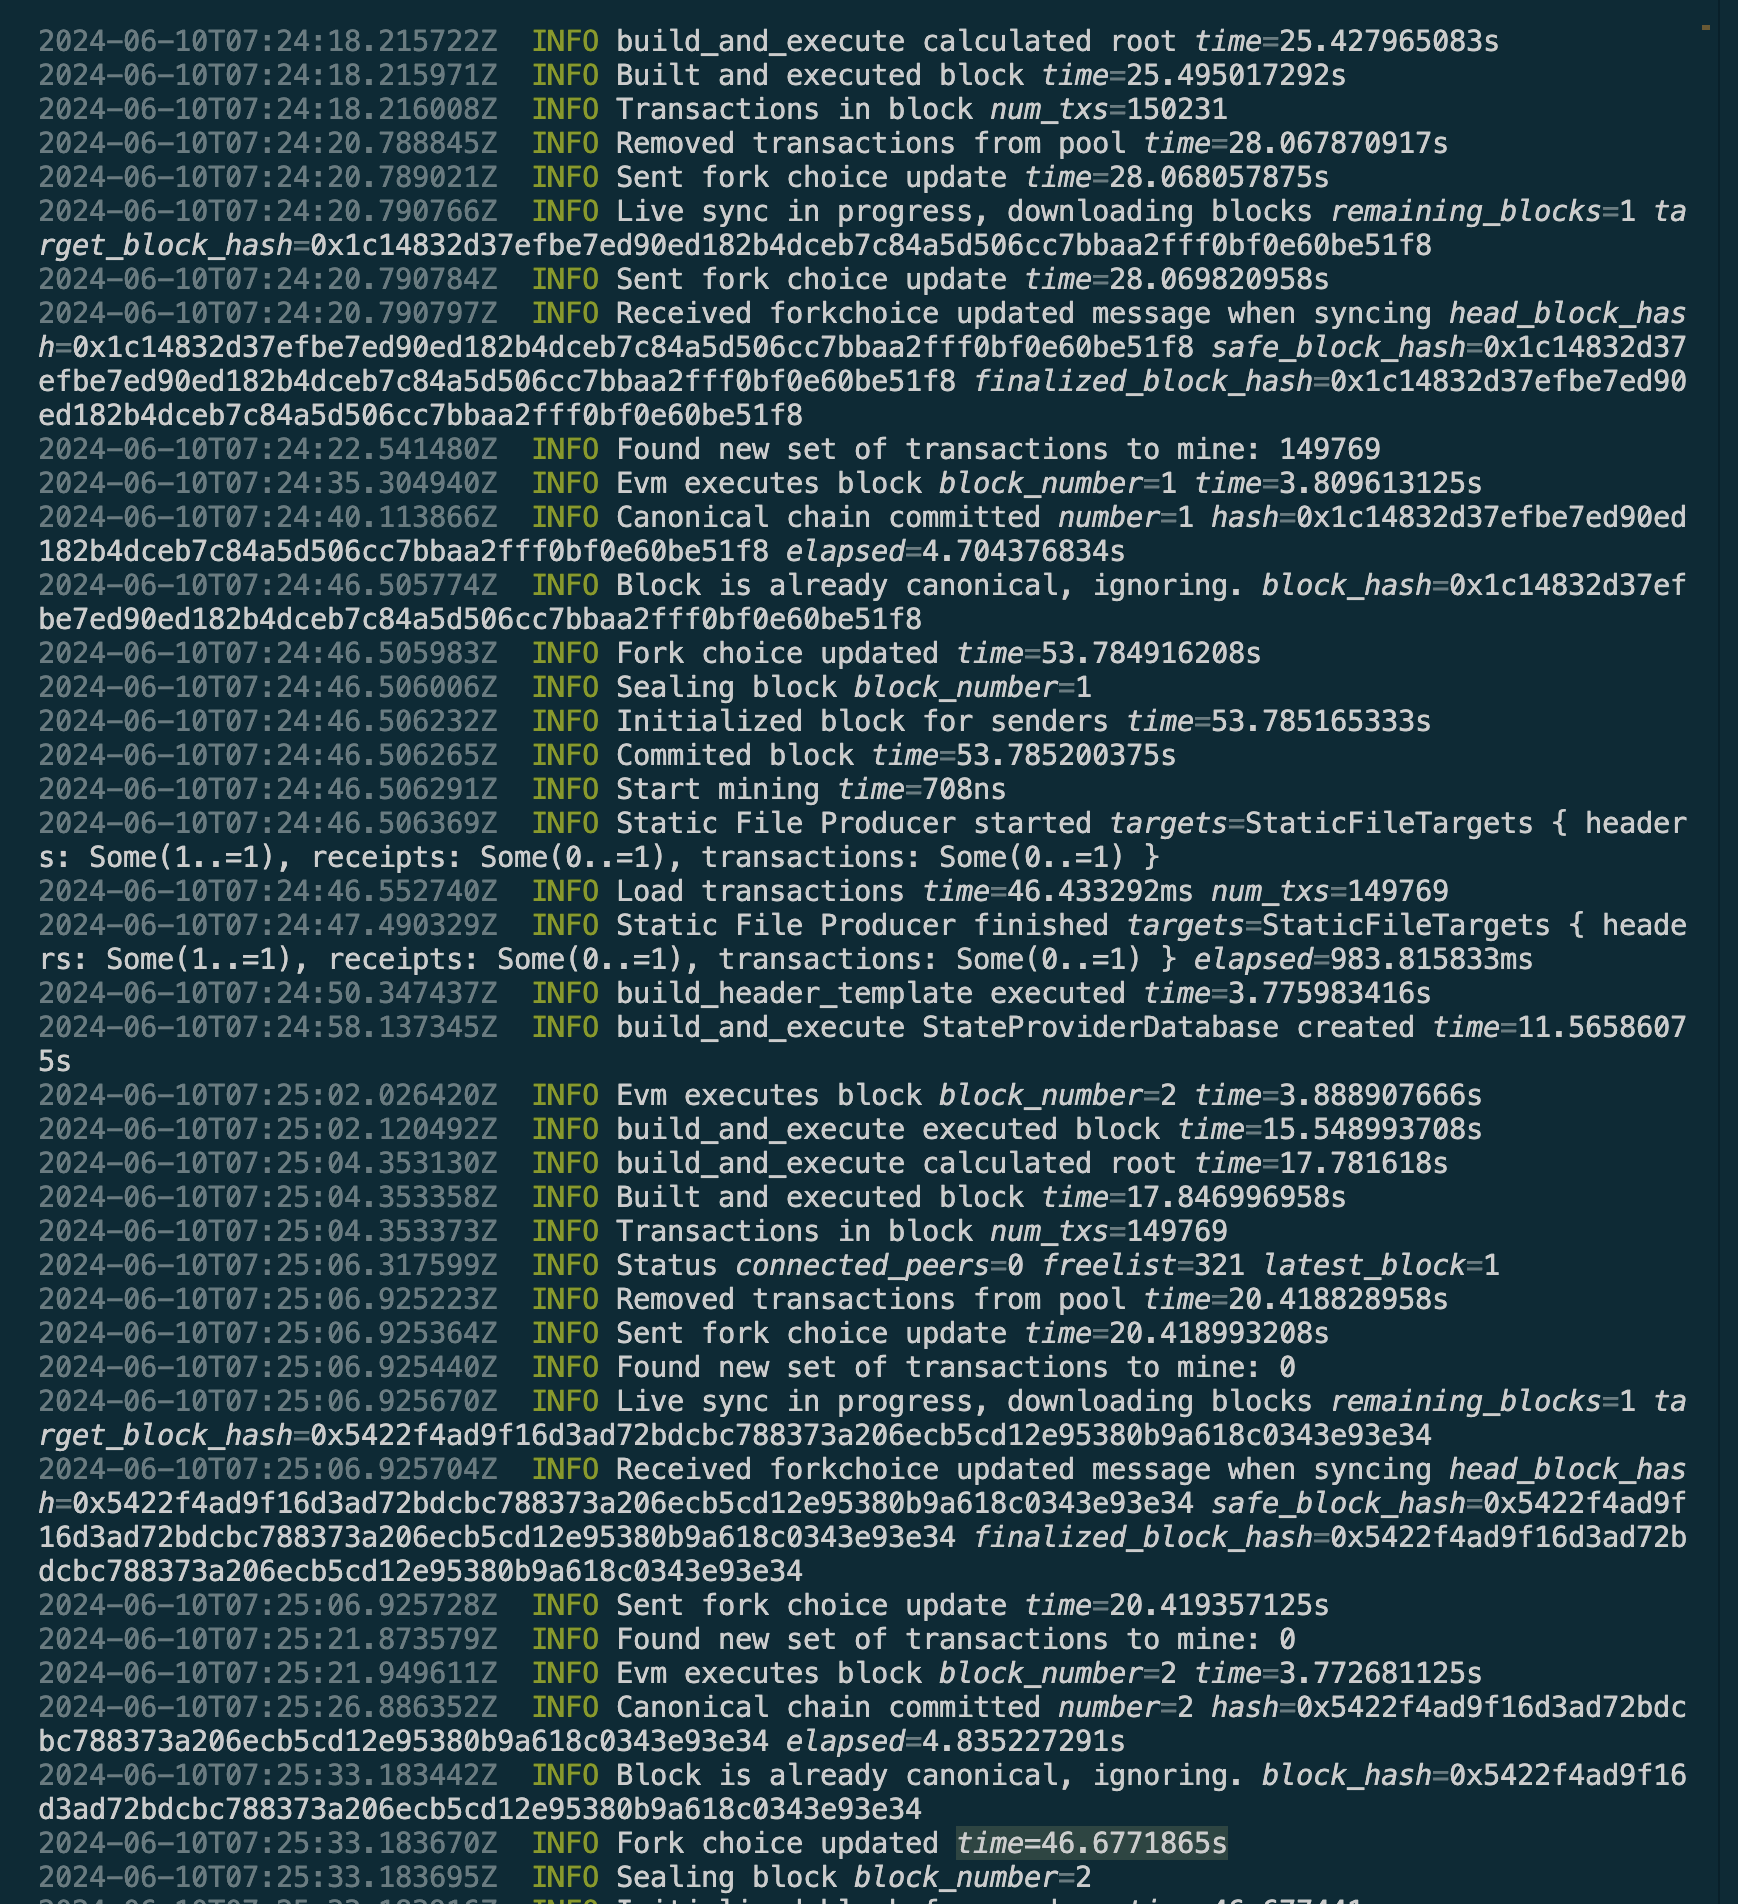 2024-06-10T07:24:18.215722Z  INFO build_and_execute calculated root time=25.427965083s
2024-06-10T07:24:18.215971Z  INFO Built and executed block time=25.495017292s
2024-06-10T07:24:18.216008Z  INFO Transactions in block num_txs=150231
2024-06-10T07:24:20.788845Z  INFO Removed transactions from pool time=28.067870917s
2024-06-10T07:24:20.789021Z  INFO Sent fork choice update time=28.068057875s
2024-06-10T07:24:20.790766Z  INFO Live sync in progress, downloading blocks remaining_blocks=1 ta
rget_block_hash=0x1c14832d37efbe7ed90ed182b4dceb7c84a5d506cc7bbaa2fff0bf0e60be51f8
2024-06-10T07:24:20.790784Z  INFO Sent fork choice update time=28.069820958s
2024-06-10T07:24:20.790797Z  INFO Received forkchoice updated message when syncing head_block_has
h=0x1c14832d37efbe7ed90ed182b4dceb7c84a5d506cc7bbaa2fff0bf0e60be51f8 safe_block_hash=0x1c14832d37
efbe7ed90ed182b4dceb7c84a5d506cc7bbaa2fff0bf0e60be51f8 finalized_block_hash=0x1c14832d37efbe7ed90
ed182b4dceb7c84a5d506cc7bbaa2fff0bf0e60be51f8
2024-06-10T07:24:22.541480Z  INFO Found new set of transactions to mine: 149769
2024-06-10T07:24:35.304940Z  INFO Evm executes block block_number=1 time=3.809613125s
2024-06-10T07:24:40.113866Z  INFO Canonical chain committed number=1 hash=0x1c14832d37efbe7ed90ed
182b4dceb7c84a5d506cc7bbaa2fff0bf0e60be51f8 elapsed=4.704376834s
2024-06-10T07:24:46.505774Z  INFO Block is already canonical, ignoring. block_hash=0x1c14832d37ef
be7ed90ed182b4dceb7c84a5d506cc7bbaa2fff0bf0e60be51f8
2024-06-10T07:24:46.505983Z  INFO Fork choice updated time=53.784916208s
2024-06-10T07:24:46.506006Z  INFO Sealing block block_number=1
2024-06-10T07:24:46.506232Z  INFO Initialized block for senders time=53.785165333s
2024-06-10T07:24:46.506265Z  INFO Commited block time=53.785200375s
2024-06-10T07:24:46.506291Z  INFO Start mining time=708ns
2024-06-10T07:24:46.506369Z  INFO Static File Producer started targets=StaticFileTargets { header
s: Some(1..=1), receipts: Some(0..=1), transactions: Some(0..=1) }
2024-06-10T07:24:46.552740Z  INFO Load transactions time=46.433292ms num_txs=149769
2024-06-10T07:24:47.490329Z  INFO Static File Producer finished targets=StaticFileTargets { heade
rs: Some(1..=1), receipts: Some(0..=1), transactions: Some(0..=1) } elapsed=983.815833ms
2024-06-10T07:24:50.347437Z  INFO build_header_template executed time=3.775983416s
2024-06-10T07:24:58.137345Z  INFO build_and_execute StateProviderDatabase created time=11.5658607
5s
2024-06-10T07:25:02.026420Z  INFO Evm executes block block_number=2 time=3.888907666s
2024-06-10T07:25:02.120492Z  INFO build_and_execute executed block time=15.548993708s
2024-06-10T07:25:04.353130Z  INFO build_and_execute calculated root time=17.781618s
2024-06-10T07:25:04.353358Z  INFO Built and executed block time=17.846996958s
2024-06-10T07:25:04.353373Z  INFO Transactions in block num_txs=149769
2024-06-10T07:25:06.317599Z  INFO Status connected_peers=0 freelist=321 latest_block=1
2024-06-10T07:25:06.925223Z  INFO Removed transactions from pool time=20.418828958s
2024-06-10T07:25:06.925364Z  INFO Sent fork choice update time=20.418993208s
2024-06-10T07:25:06.925440Z  INFO Found new set of transactions to mine: 0
2024-06-10T07:25:06.925670Z  INFO Live sync in progress, downloading blocks remaining_blocks=1 ta
rget_block_hash=0x5422f4ad9f16d3ad72bdcbc788373a206ecb5cd12e95380b9a618c0343e93e34
2024-06-10T07:25:06.925704Z  INFO Received forkchoice updated message when syncing head_block_has
h=0x5422f4ad9f16d3ad72bdcbc788373a206ecb5cd12e95380b9a618c0343e93e34 safe_block_hash=0x5422f4ad9f
16d3ad72bdcbc788373a206ecb5cd12e95380b9a618c0343e93e34 finalized_block_hash=0x5422f4ad9f16d3ad72b
dcbc788373a206ecb5cd12e95380b9a618c0343e93e34
2024-06-10T07:25:06.925728Z  INFO Sent fork choice update time=20.419357125s
2024-06-10T07:25:21.873579Z  INFO Found new set of transactions to mine: 0
2024-06-10T07:25:21.949611Z  INFO Evm executes block block_number=2 time=3.772681125s
2024-06-10T07:25:26.886352Z  INFO Canonical chain committed number=2 hash=0x5422f4ad9f16d3ad72bdc
bc788373a206ecb5cd12e95380b9a618c0343e93e34 elapsed=4.835227291s
2024-06-10T07:25:33.183442Z  INFO Block is already canonical, ignoring. block_hash=0x5422f4ad9f16
d3ad72bdcbc788373a206ecb5cd12e95380b9a618c0343e93e34
2024-06-10T07:25:33.183670Z  INFO Fork choice updated time=46.6771865s
2024-06-10T07:25:33.183695Z  INFO Sealing block block_number=2